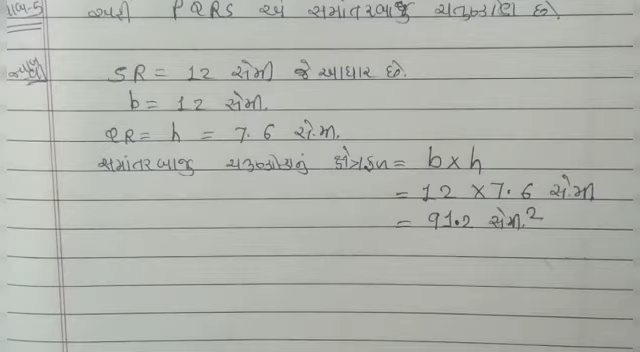 દાખ-5 અહી PQRS એ સમાંતરબાજુ ચતુષ્કોણ છે.
જવાબ SR = 12 સેમી જે આધાર છે.
b = 12 સેમી.
QR = h = 7.6 સે.મી.
સમાંતરબાજુ ચતુષ્કોણનું ક્ષેત્રફળ = b x h
= 12 x 7.6 સે.મી
= 91.2 સેમી.²